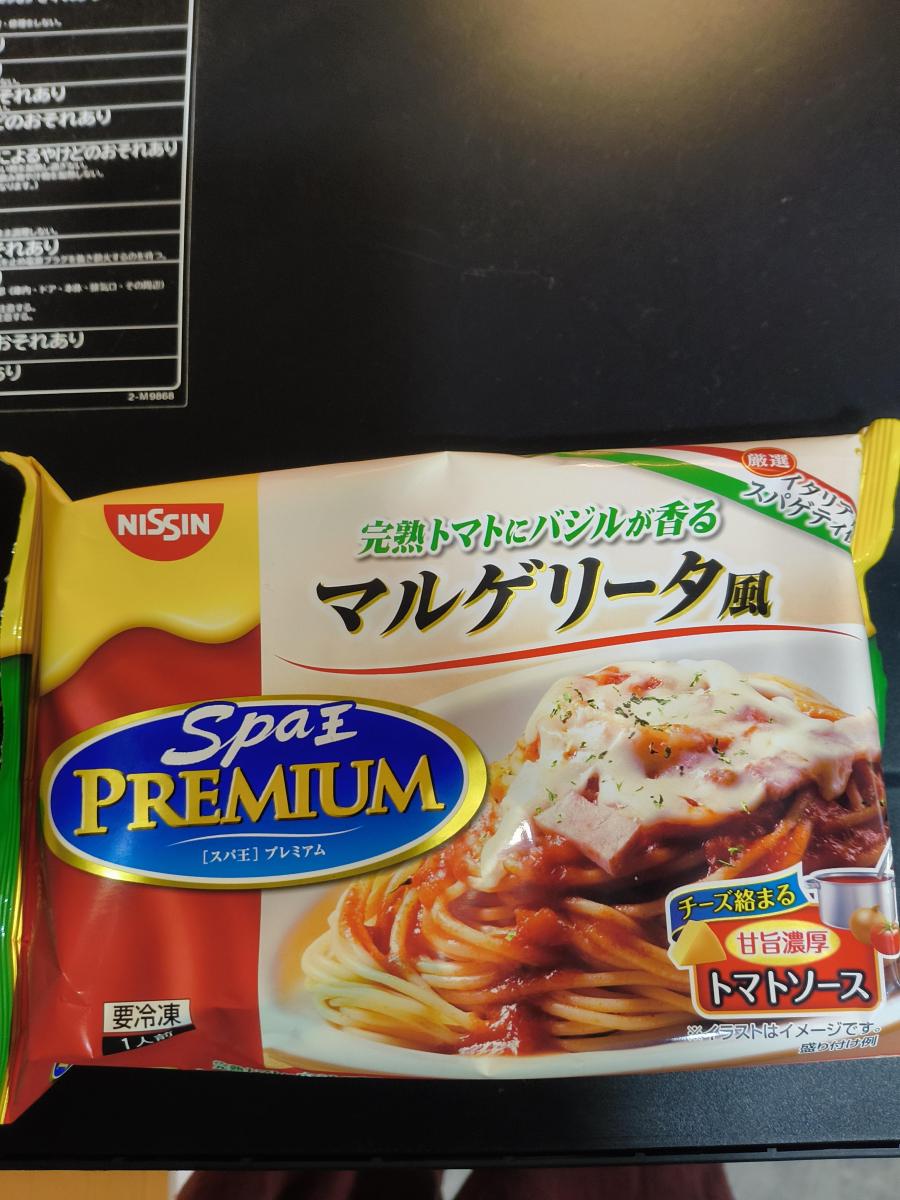 それあり
どのおそれあり
によるやけどのおそれあり
それあり
おそれあり
2-M9868
NISSIN
厳選
イタリア
スパゲティ
完熟トマトにバジルが香る
マルゲリータ風
Spa王
PREMIUM
[スパ王] プレミアム
チーズ絡まる
甘旨濃厚
トマトソース
要冷凍
1人前
※イラストはイメージです。
盛り付け例